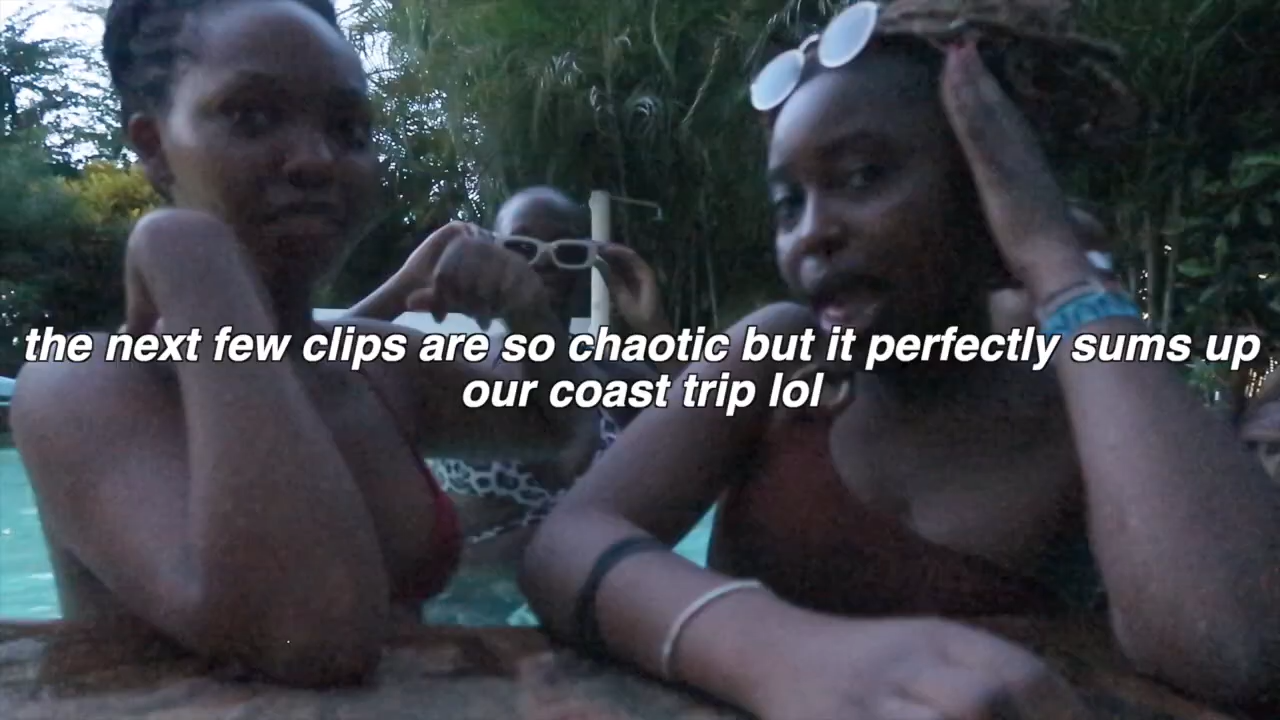 the next few clips are so chaotic but it perfectly sums up
our coast trip lol